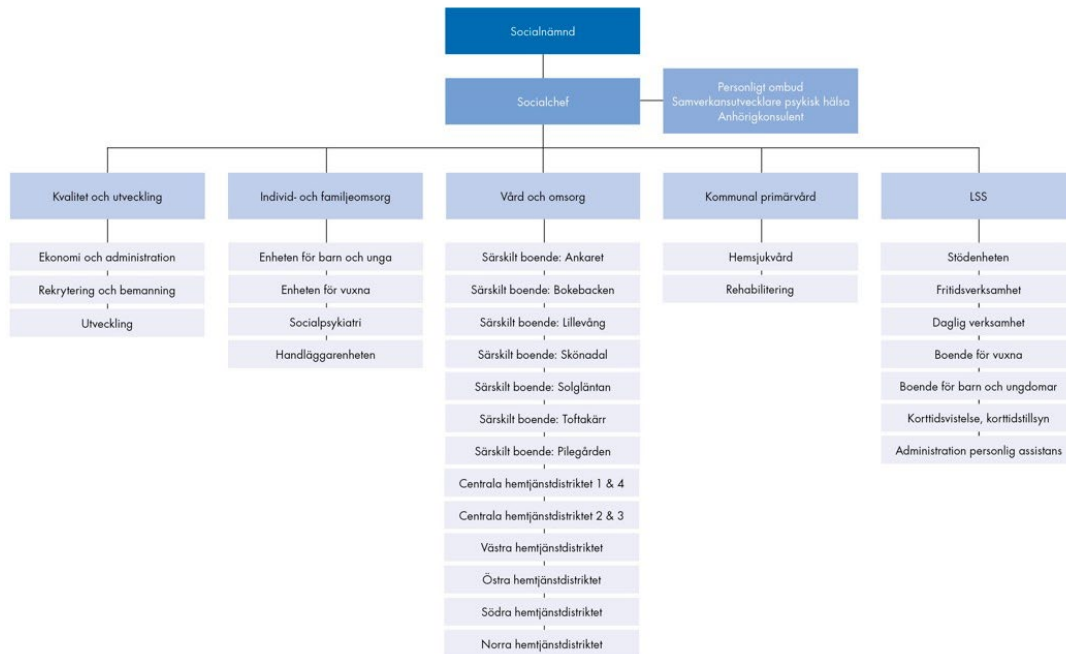 Socialnämnd
Socialchef
Personligt ombud
Samverkansutvecklare psykisk hälsa
Anhörigkonsulent
Kvalitet och utveckling
Ekonomi och administration
Rekrytering och bemanning
Utveckling
Individ- och familjeomsorg
Enheten för barn och unga
Enheten för vuxna
Socialpsykiatri
Handläggarenheten
Vård och omsorg
Särskilt boende: Ankaret
Särskilt boende: Bokebacken
Särskilt boende: Lillevång
Särskilt boende: Skönadal
Särskilt boende: Solgläntan
Särskilt boende: Toftakärr
Särskilt boende: Pilegården
Centrala hemtjänstdistriktet 1 & 4
Centrala hemtjänstdistriktet 2 & 3
Västra hemtjänstdistriktet
Östra hemtjänstdistriktet
Södra hemtjänstdistriktet
Norra hemtjänstdistriktet
Kommunal primärvård
Hemsjukvård
Rehabilitering
LSS
Stödenheten
Fritidsverksamhet
Daglig verksamhet
Boende för vuxna
Boende för barn och ungdomar
Korttidsvistelse, korttidstillsyn
Administration personlig assistans